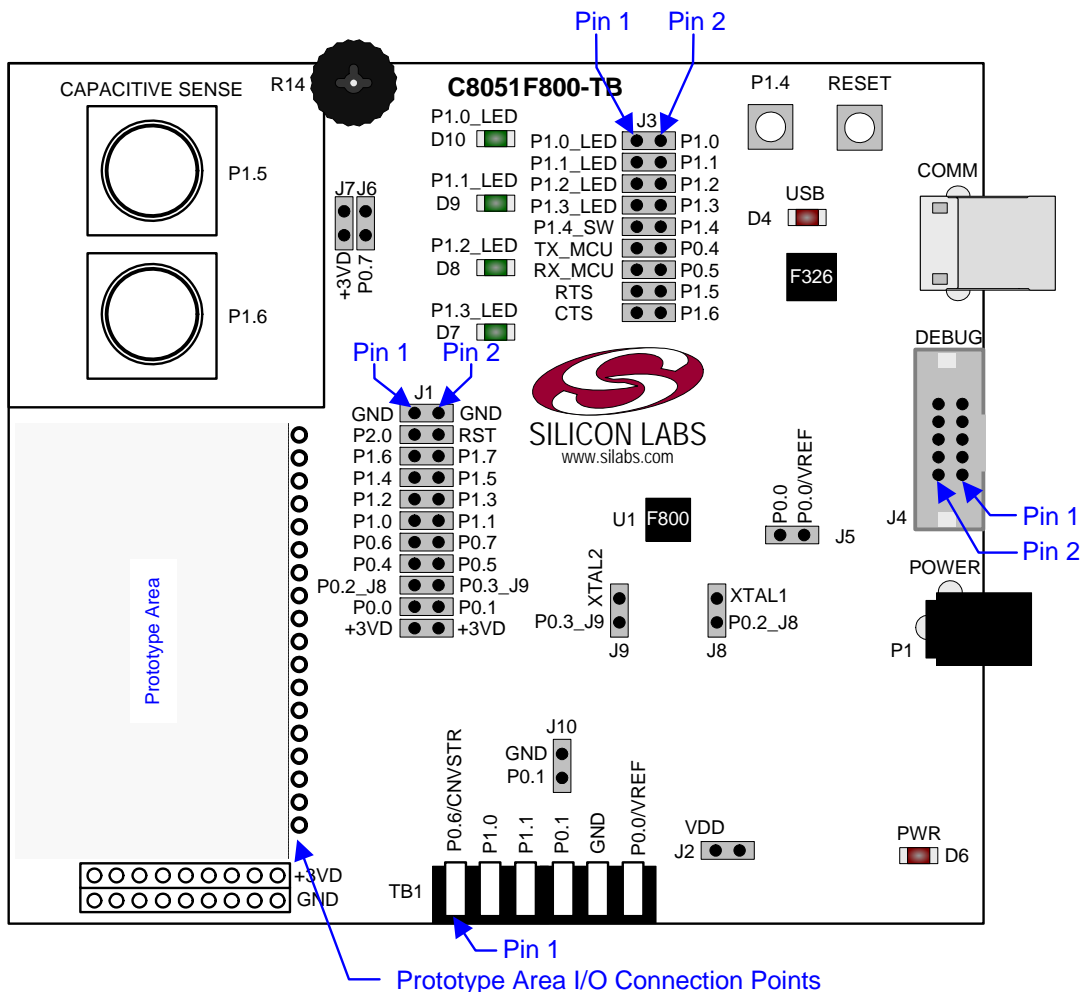 Pin 1
Pin 2
CAPACITIVE SENSE
R14
C8051F800-TB
P1.4
RESET
P1.5
P1.6
J7
J6
+3VD
P0.7
P1.0_LED
D10
P1.1_LED
D9
P1.2_LED
D8
P1.3_LED
D7
J3
P1.0_LED P1.0
P1.1_LED P1.1
P1.2_LED P1.2
P1.3_LED P1.3
P1.4_SW P1.4
TX_MCU P0.4
RX_MCU P0.5
RTS P1.5
CTS P1.6
USB
D4
F326
COMM
DEBUG
J4
Pin 1
Pin 2
Pin 1
Pin 2
J1
GND GND
P2.0 RST
P1.6 P1.7
P1.4 P1.5
P1.2 P1.3
P1.0 P1.1
P0.6 P0.7
P0.4 P0.5
P0.2_J8 P0.3_J9
P0.0 P0.1
+3VD +3VD
SILICON LABS
www.silabs.com
U1
F800
P0.0
P0.0/VREF
J5
XTAL2
P0.3_J9
J9
XTAL1
P0.2_J8
J8
POWER
P1
Prototype Area
J10
GND
P0.1
P0.6/CNVSTR
P1.0
P1.1
P0.1
GND
P0.0/VREF
VDD
J2
PWR
D6
+3VD
GND
TB1
Pin 1
Prototype Area I/O Connection Points